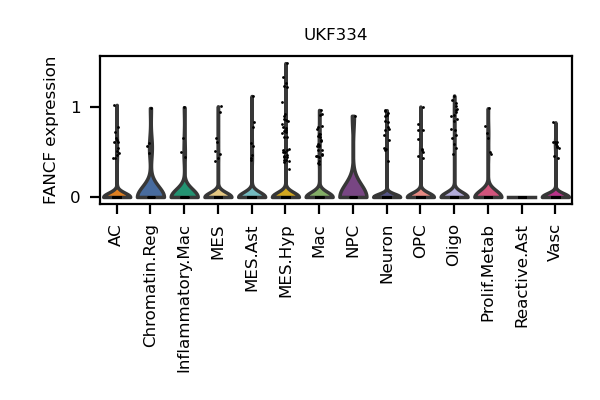 UKF334
FANCF expression
1
0
AC
Chromatin.Reg
Inflammatory.Mac
MES
MES.Ast
MES.Hyp
Mac
NPC
Neuron
OPC
Oligo
Prolif.Metab
Reactive.Ast
Vasc